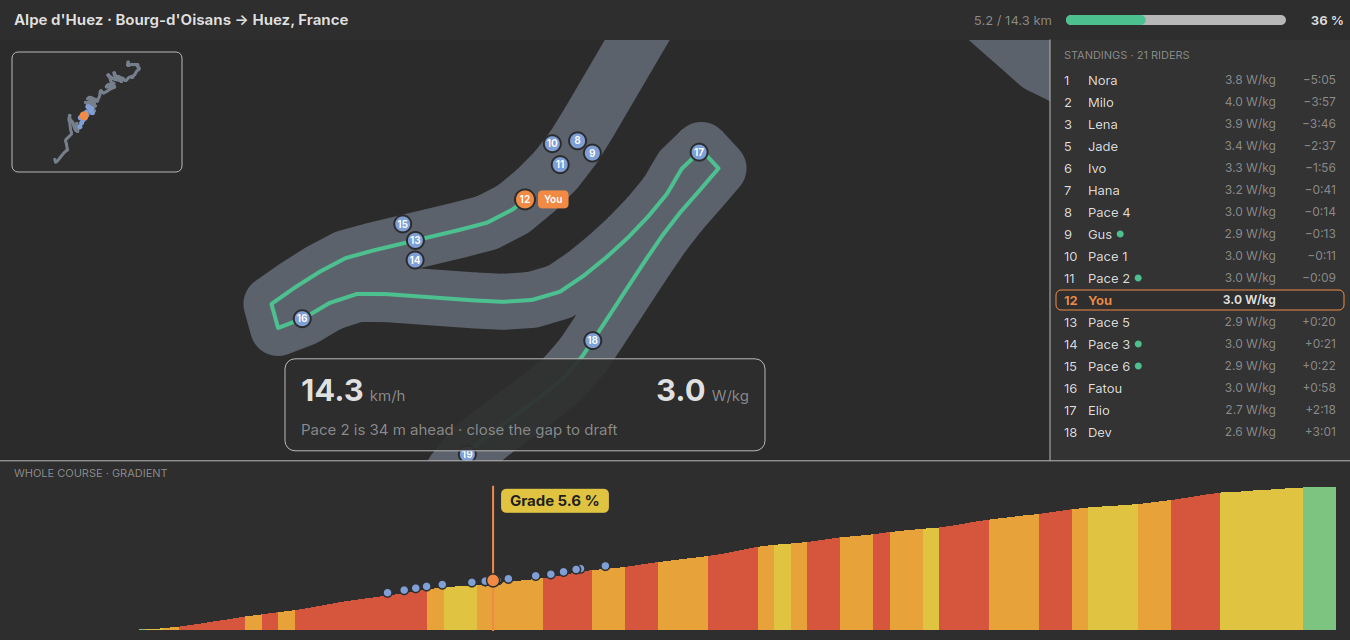 Alpe d'Huez · Bourg-d'Oisans → Huez, France
5.2 / 14.3 km
36 %
STANDINGS · 21 RIDERS
1 Nora 3.8 W/kg −5:05
2 Milo 4.0 W/kg −3:57
3 Lena 3.9 W/kg −3:46
5 Jade 3.4 W/kg −2:37
6 Ivo 3.3 W/kg −1:56
7 Hana 3.2 W/kg −0:41
8 Pace 4 3.0 W/kg −0:14
9 Gus 2.9 W/kg −0:13
10 Pace 1 3.0 W/kg −0:11
11 Pace 2 3.0 W/kg −0:09
12 You 3.0 W/kg
13 Pace 5 2.9 W/kg +0:20
14 Pace 3 3.0 W/kg +0:21
15 Pace 6 2.9 W/kg +0:22
16 Fatou 3.0 W/kg +0:58
17 Elio 2.7 W/kg +2:18
18 Dev 2.6 W/kg +3:01
10
8
9
11
17
12 You
15
13
14
16
18
14.3 km/h
3.0 W/kg
Pace 2 is 34 m ahead · close the gap to draft
19
WHOLE COURSE · GRADIENT
Grade 5.6 %